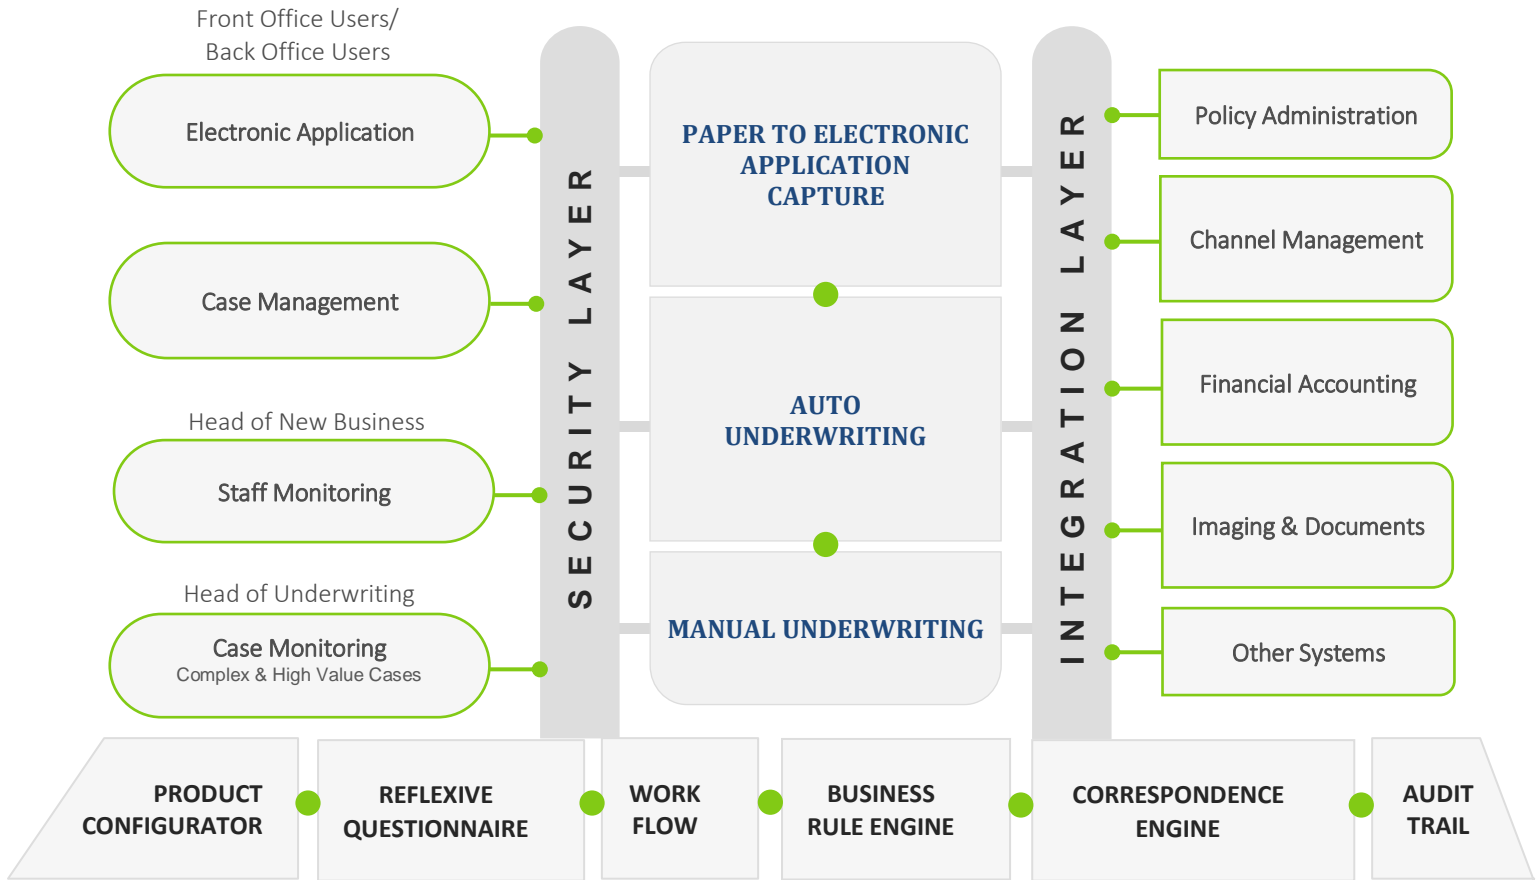 Front Office Users/
Back Office Users
Electronic Application
Case Management
Head of New Business
Staff Monitoring
Head of Underwriting
Case Monitoring
Complex & High Value Cases
SECURITY LAYER
PAPER TO ELECTRONIC
APPLICATION
CAPTURE
AUTO
UNDERWRITING
MANUAL UNDERWRITING
INTEGRATION LAYER
Policy Administration
Channel Management
Financial Accounting
Imaging & Documents
Other Systems
PRODUCT
CONFIGURATOR
REFLEXIVE
QUESTIONNAIRE
WORK
FLOW
BUSINESS
RULE ENGINE
CORRESPONDENCE
ENGINE
AUDIT
TRAIL